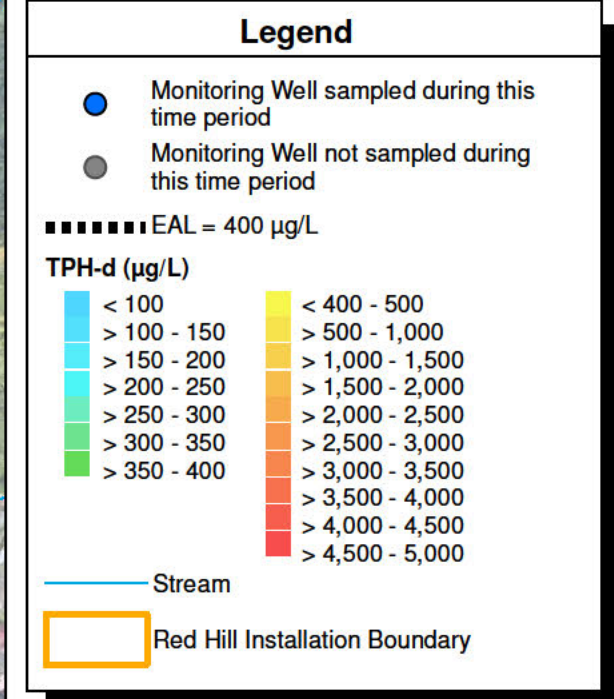 Legend
Monitoring Well sampled during this
time period
Monitoring Well not sampled during
this time period
EAL = 400 µg/L
TPH-d (µg/L)
< 100
> 100 - 150
> 150 - 200
> 200 - 250
> 250 - 300
> 300 - 350
> 350 - 400
< 400 - 500
> 500 - 1,000
> 1,000 - 1,500
> 1,500 - 2,000
> 2,000 - 2,500
> 2,500 - 3,000
> 3,000 - 3,500
> 3,500 - 4,000
> 4,000 - 4,500
> 4,500 - 5,000
Stream
Red Hill Installation Boundary